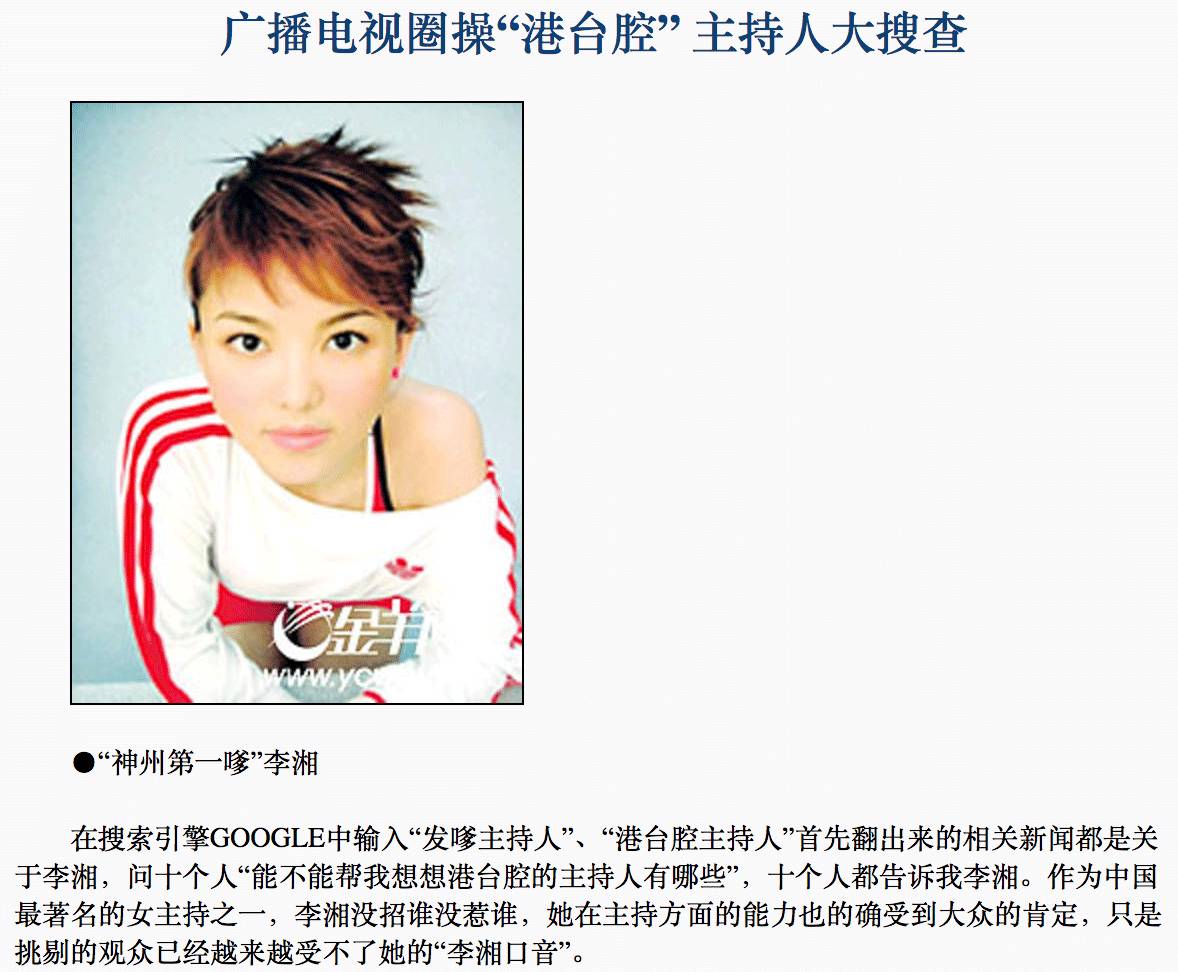 广播电视圈操“港台腔” 主持人大搜查
金羊
●“神州第一嗲”李湘
在搜索引擎GOOGLE中输入“发嗲主持人”、“港台腔主持人”首先翻出来的相关新闻都是关
于李湘，问十个人“能不能帮我想想港台腔的主持人有哪些”，十个人都告诉我李湘。作为中国
最著名的女主持之一，李湘没招谁没惹谁，她在主持方面的能力也的确受到大众的肯定，只是
挑剔的观众已经越来越受不了她的“李湘口音”。